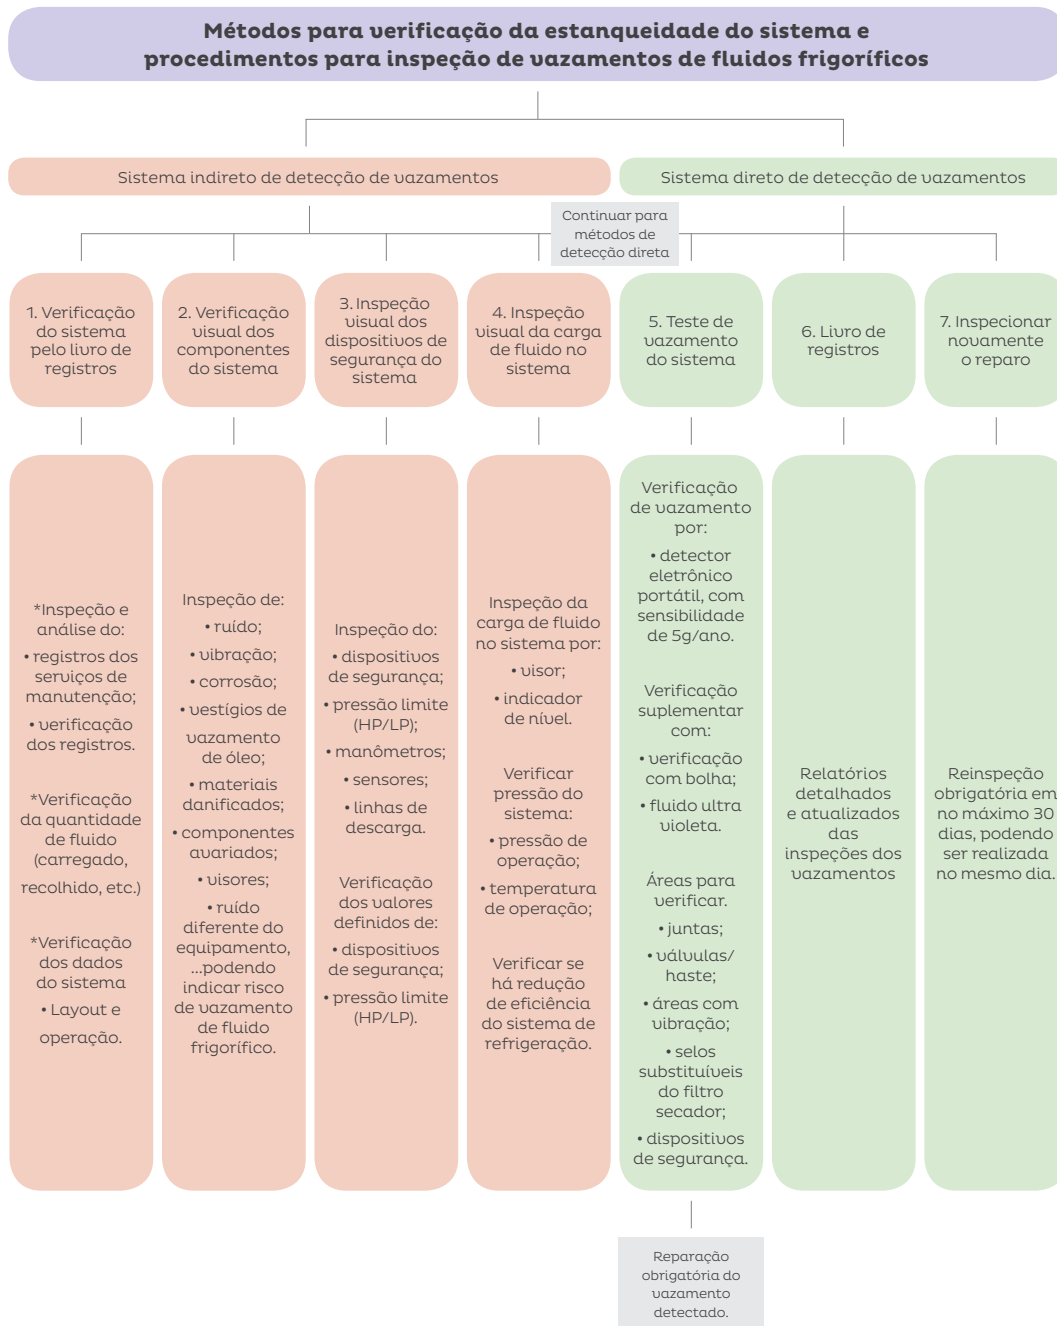 Métodos para verificação da estanqueidade do sistema e
procedimentos para inspeção de vazamentos de fluidos frigoríficos
Sistema indireto de detecção de vazamentos
Sistema direto de detecção de vazamentos
Continuar para
métodos de
detecção direta
1. Verificação
do sistema
pelo livro de
registros
2. Verificação
visual dos
componentes
do sistema
3. Inspeção
visual dos
dispositivos de
segurança do
sistema
4. Inspeção
visual da carga
de fluido no
sistema
5. Teste de
vazamento
do sistema
6. Livro de
registros
7. Inspecionar
novamente
o reparo
*Inspeção e
análise do:
• registros dos
serviços de
manutenção;
• verificação
dos registros.
*Verificação
da quantidade
de fluido
(carregado,
recolhido, etc.)
*Verificação
dos dados
do sistema
• Layout e
operação.
Inspeção de:
• ruído;
• vibração;
• corrosão;
• vestígios de
vazamento
de óleo;
• materiais
danificados;
• componentes
avariados;
• visores;
• ruído
diferente do
equipamento,
...podendo
indicar risco
de vazamento
de fluido
frigorífico.
Inspeção do:
• dispositivos
de segurança;
• pressão limite
(HP/LP);
• manômetros;
• sensores;
• linhas de
descarga.
Verificação
dos valores
definidos de:
• dispositivos
de segurança;
• pressão limite
(HP/LP).
Inspeção da
carga de fluido
no sistema por:
• visor;
• indicador
de nível.
Verificar
pressão do
sistema:
• pressão de
operação;
• temperatura
de operação;
Verificar se
há redução
de eficiência
do sistema de
refrigeração.
Verificação
de vazamento
por:
• detector
eletrônico
portátil, com
sensibilidade
de 5g/ano.
Verificação
suplementar
com:
• verificação
com bolha;
• fluido ultra
violeta.
Áreas para
verificar.
• juntas;
• válvulas/
haste;
• áreas com
vibração;
• selos
substituíveis
do filtro
secador;
• dispositivos
de segurança.
Relatórios
detalhados
e atualizados
das
inspeções dos
vazamentos
Reinspeção
obrigatória em
no máximo 30
dias, podendo
ser realizada
no mesmo dia.
Reparação
obrigatória do
vazamento
detectado.